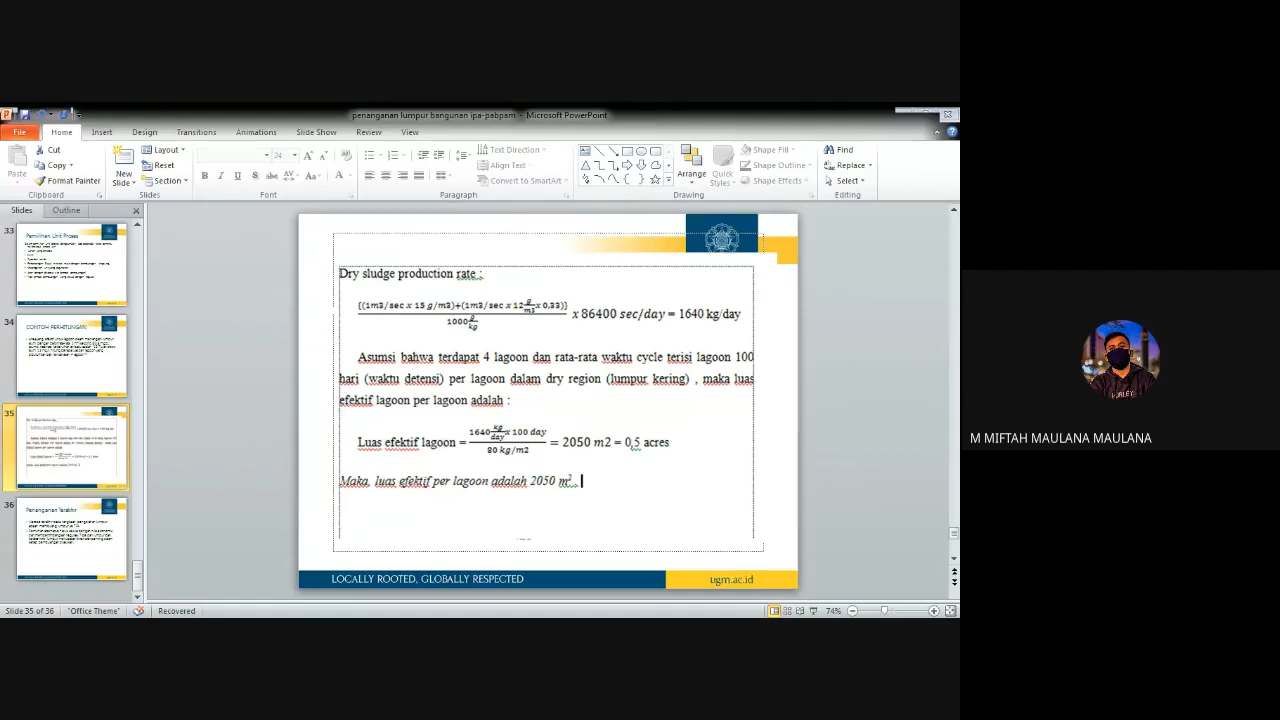 penanganan lumpur bangunan ipa-pabpam - Microsoft PowerPoint
File Home Insert Design Transitions Animations Slide Show Review View
Paste
Cut
Copy
Format Painter
Clipboard
New Slide
Layout
Reset
Section
Slides
24
B I U S abc AV Aa A
Font
Text Direction
Align Text
Convert to SmartArt
Paragraph
Arrange
Quick Styles
Shape Fill
Shape Outline
Shape Effects
Drawing
Find
Replace
Select
Editing
Slides Outline
33
Pemilihan Unit Proses
34
CONTOH PERHITUNGAN
35
36
Penanganan Terakhir
Dry sludge production rate :
{(1m3/sec x 15 g/m3)+(1m3/sec x 12 g/m3 x 0,33)} / 1000 g/kg x 86400 sec/day = 1640 kg/day
Asumsi bahwa terdapat 4 lagoon dan rata-rata waktu cycle terisi lagoon 100
hari (waktu detensi) per lagoon dalam dry region (lumpur kering) , maka luas
efektif lagoon per lagoon adalah :
Luas efektif lagoon = 1640 kg/day x 100 day / 80 kg/m2 = 2050 m2 = 0,5 acres
Maka, luas efektif per lagoon adalah 2050 m².
LOCALLY ROOTED, GLOBALLY RESPECTED
ugm.ac.id
Slide 35 of 36 "Office Theme" Recovered 74%
M MIFTAH MAULANA MAULANA
HURLEY